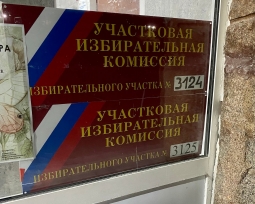 УЧАСТКОВАЯ
ИЗБИРАТЕЛЬНАЯ
КОМИССИЯ
ИЗБИРАТЕЛЬНОГО УЧАСТКА № 3124
УЧАСТКОВАЯ
ИЗБИРАТЕЛЬНАЯ
КОМИССИЯ
ИЗБИРАТЕЛЬНОГО УЧАСТКА № 3125